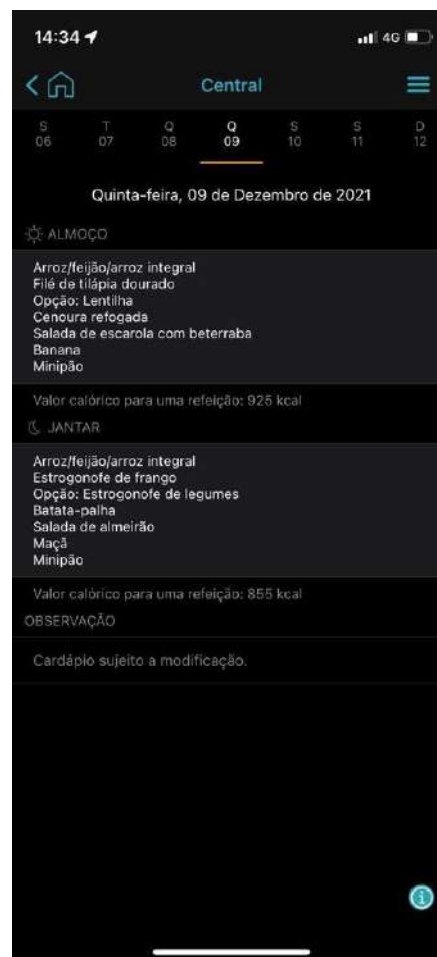 14:34
4G
Central
S T Q Q S S D
06 07 08 09 10 11 12
Quinta-feira, 09 de Dezembro de 2021
ALMOÇO
Arroz/feijão/arroz integral
Filé de tilápia dourado
Opção: Lentilha
Cenoura refogada
Salada de escarola com beterraba
Banana
Minipão
Valor calórico para uma refeição: 925 kcal
JANTAR
Arroz/feijão/arroz integral
Estrogonofe de frango
Opção: Estrogonofe de legumes
Batata-palha
Salada de almeirão
Maçã
Minipão
Valor calórico para uma refeição: 855 kcal
OBSERVAÇÃO
Cardápio sujeito a modificação.